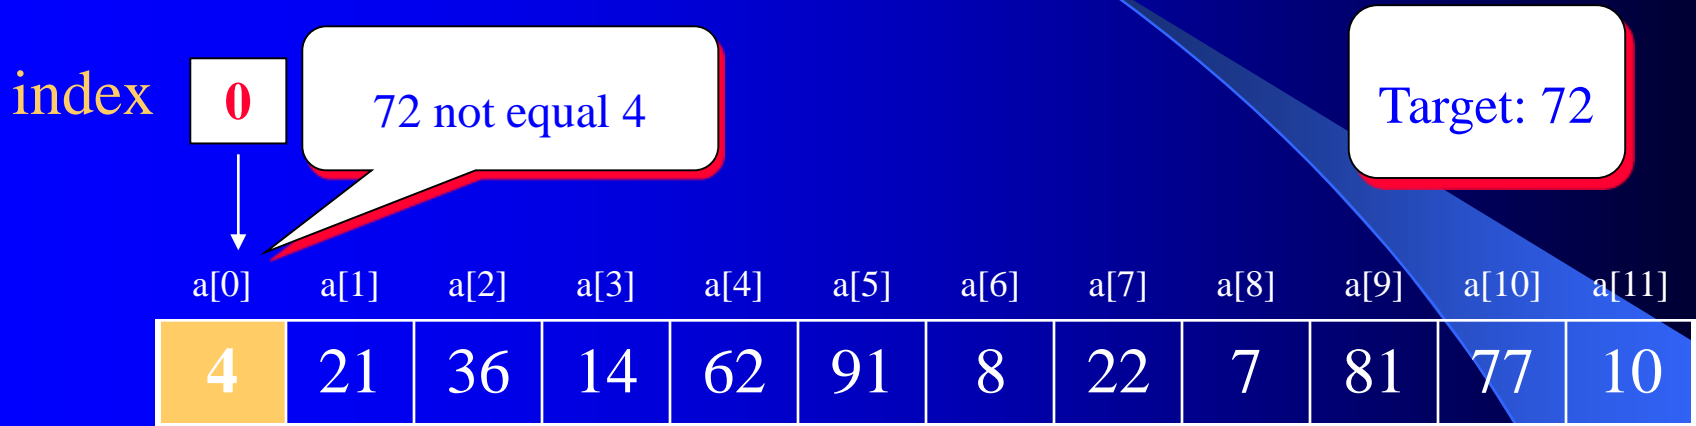 index 0
72 not equal 4
Target: 72
a[0] a[1] a[2] a[3] a[4] a[5] a[6] a[7] a[8] a[9] a[10] a[11]
4 21 36 14 62 91 8 22 7 81 77 10